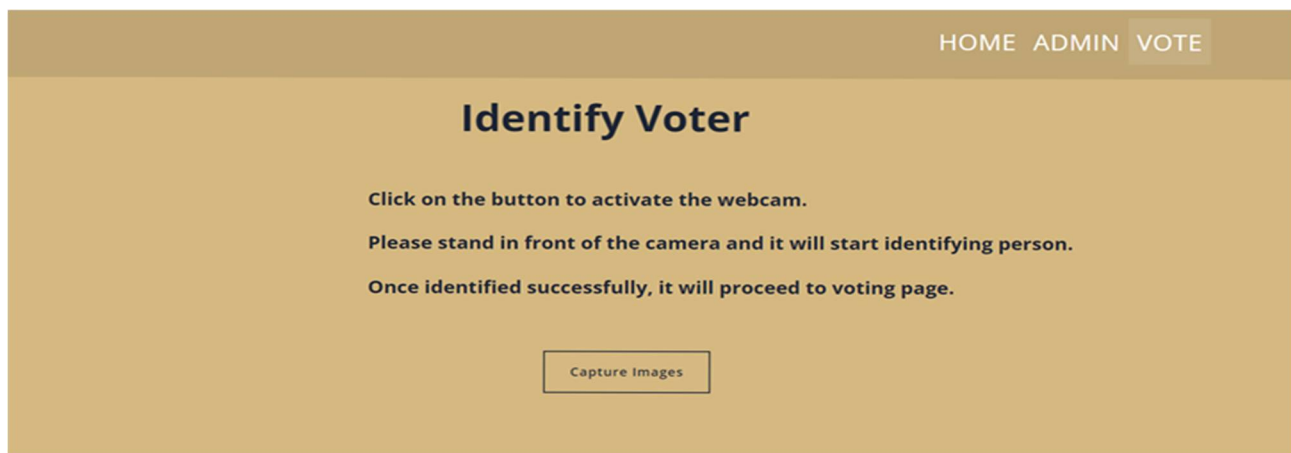 HOME ADMIN VOTE
Identify Voter
Click on the button to activate the webcam.
Please stand in front of the camera and it will start identifying person.
Once identified successfully, it will proceed to voting page.
Capture Images